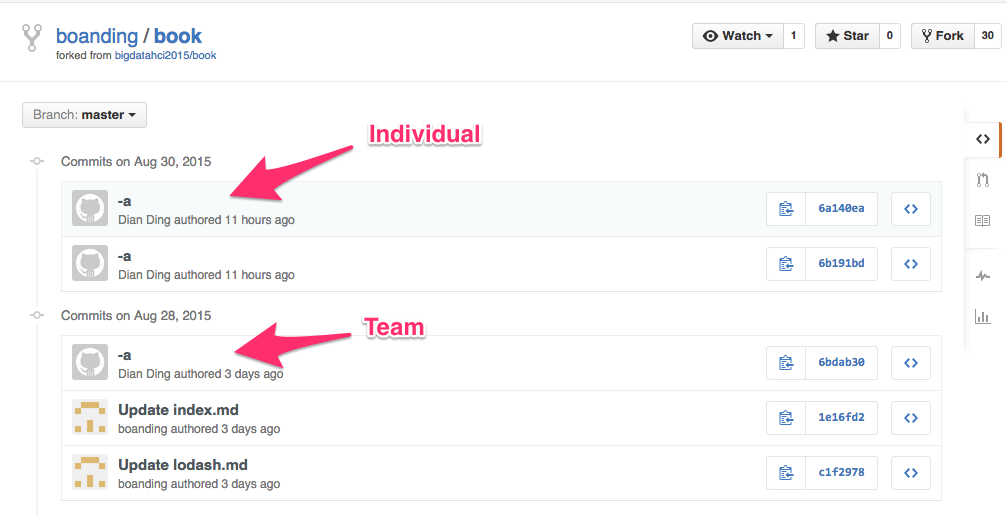 boanding / book
forked from bigdatahci2015/book
Watch 1
Star 0
Fork 30
Branch: master
Individual
Commits on Aug 30, 2015
-a
Dian Ding authored 11 hours ago
6a140ea
-a
Dian Ding authored 11 hours ago
6b191bd
Commits on Aug 28, 2015
Team
-a
Dian Ding authored 3 days ago
6bdab30
Update index.md
boanding authored 3 days ago
1e16fd2
Update lodash.md
boanding authored 3 days ago
c1f2978